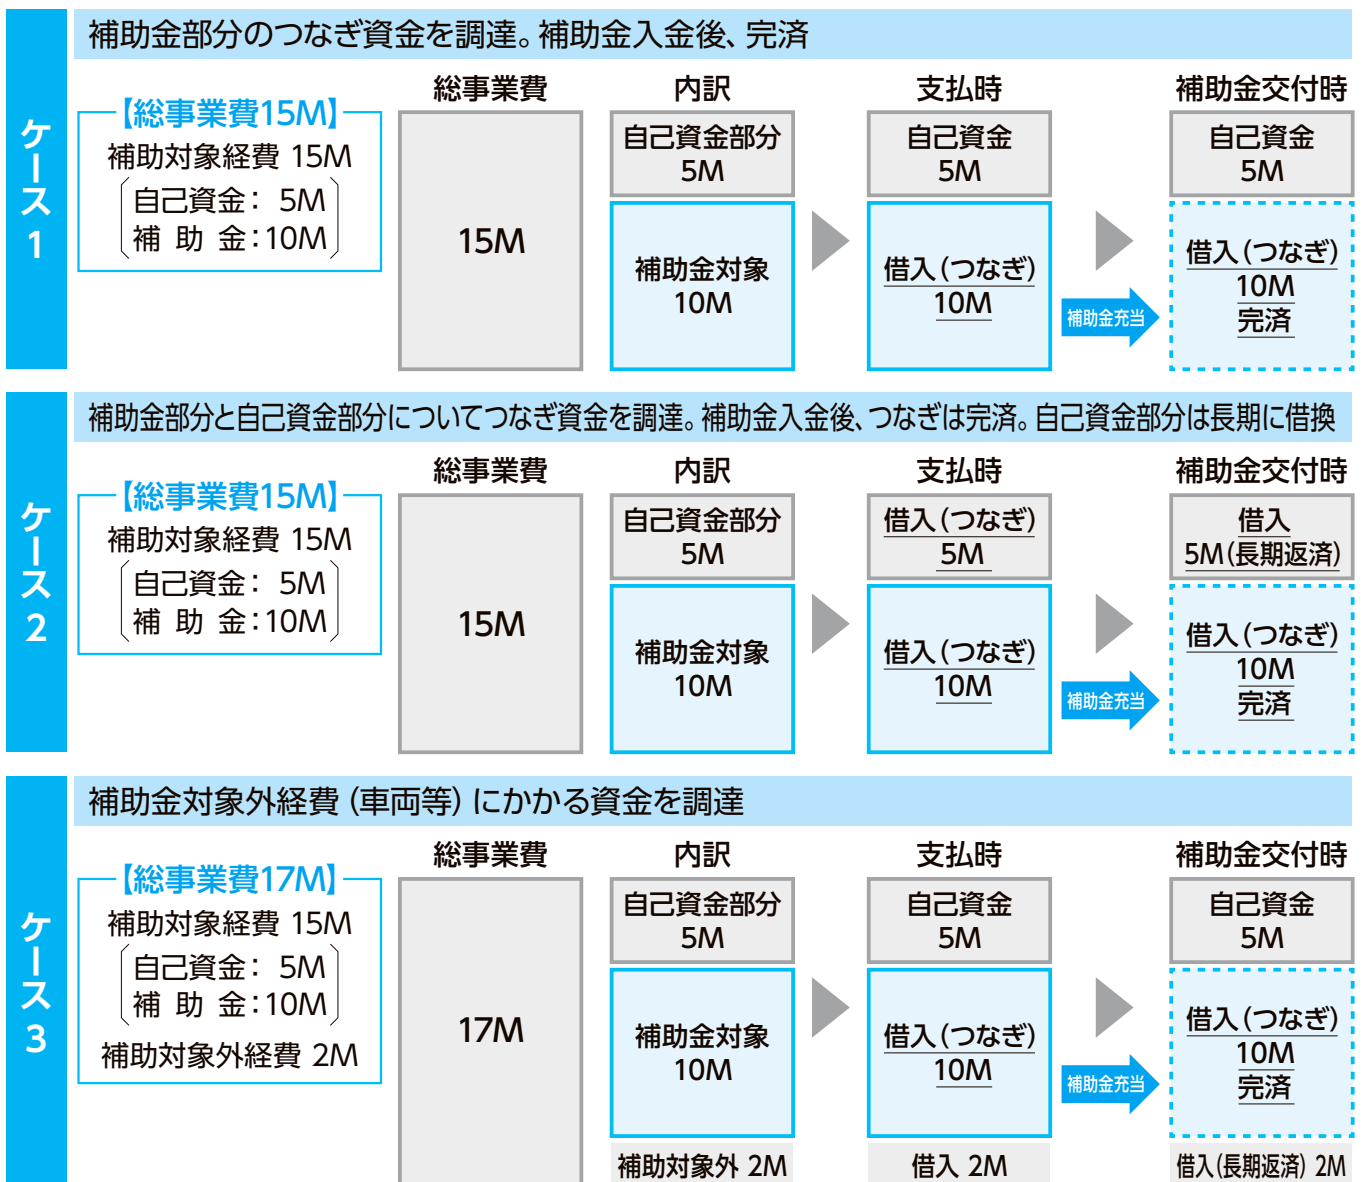 ケース1
補助金部分のつなぎ資金を調達。補助金入金後、完済
【総事業費15M】
補助対象経費 15M
自己資金： 5M
補助金：10M
総事業費
15M
内訳
自己資金部分
5M
補助金対象
10M
支払時
自己資金
5M
借入（つなぎ）
10M
補助金充当
補助金交付時
自己資金
5M
借入（つなぎ）
10M
完済
ケース2
補助金部分と自己資金部分についてつなぎ資金を調達。補助金入金後、つなぎは完済。自己資金部分は長期に借換
【総事業費15M】
補助対象経費 15M
自己資金： 5M
補助金：10M
総事業費
15M
内訳
自己資金部分
5M
補助金対象
10M
支払時
借入（つなぎ）
5M
借入（つなぎ）
10M
補助金充当
補助金交付時
借入
5M（長期返済）
借入（つなぎ）
10M
完済
ケース3
補助金対象外経費（車両等）にかかる資金を調達
【総事業費17M】
補助対象経費 15M
自己資金： 5M
補助金：10M
補助対象外経費 2M
総事業費
17M
内訳
自己資金部分
5M
補助金対象
10M
補助対象外 2M
支払時
自己資金
5M
借入（つなぎ）
10M
借入 2M
補助金充当
補助金交付時
自己資金
5M
借入（つなぎ）
10M
完済
借入（長期返済） 2M